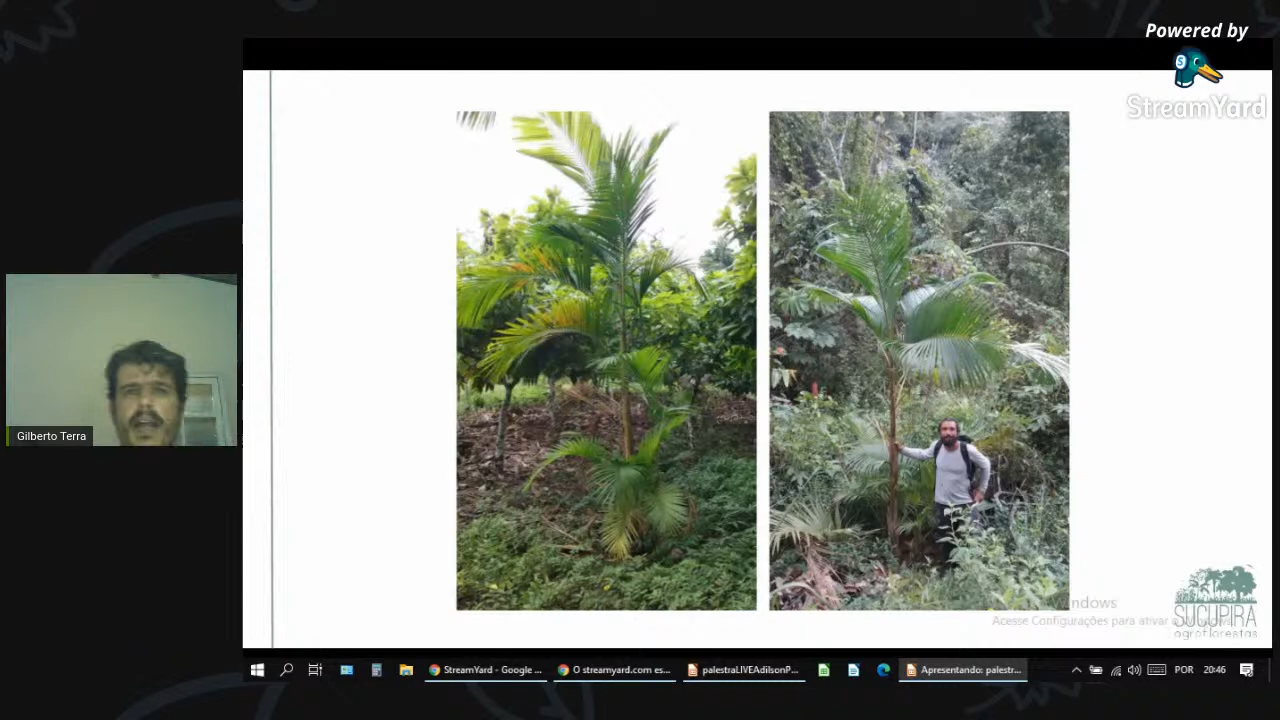 Powered by
StreamYard
Gilberto Terra
Windows
Acesse Configurações para ativar o Windows.
SUCUPIRA
agroflorestas
StreamYard - Google ...
O streamyard.com es...
palestraLIVEAdilsonP...
Apresentando: palestr...
POR
20:46